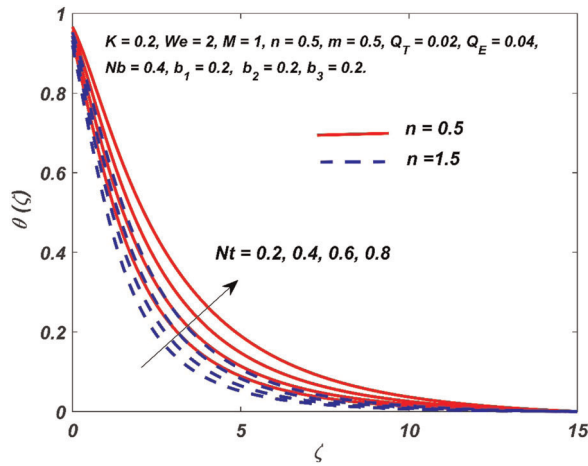 K = 0.2, We = 2, M = 1, n = 0.5, m = 0.5, Q_T = 0.02, Q_E = 0.04,
Nb = 0.4, b_1 = 0.2, b_2 = 0.2, b_3 = 0.2.
n = 0.5
n =1.5
Nt = 0.2, 0.4, 0.6, 0.8
θ (ζ)
1
0.8
0.6
0.4
0.2
0
0 5 10 15
ζ